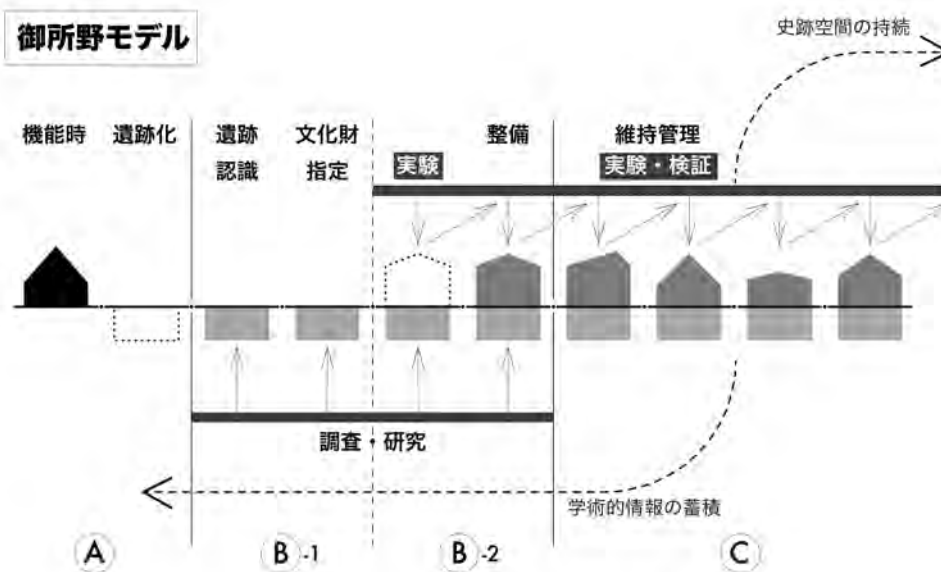 御所野モデル
史跡空間の持続
機能時
遺跡化
遺跡
認識
文化財
指定
整備
実験
維持管理
実験・検証
調査・研究
学術的情報の蓄積
A
B-1
B-2
C